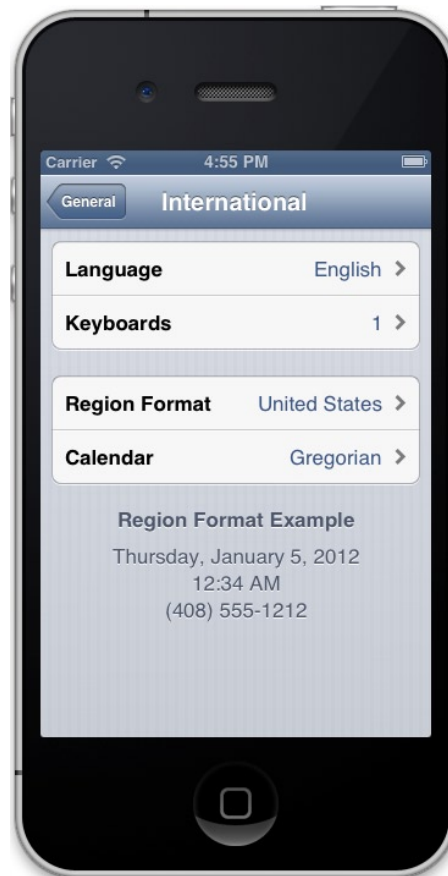 Carrier 4:55 PM
General International
Language English
Keyboards 1
Region Format United States
Calendar Gregorian
Region Format Example
Thursday, January 5, 2012
12:34 AM
(408) 555-1212